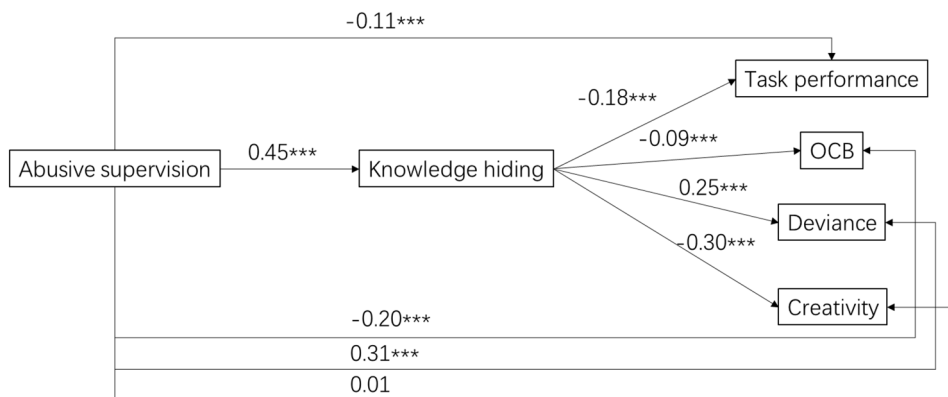 -0.11***
Task performance
-0.18***
-0.09***
OCB
0.45***
Abusive supervision
Knowledge hiding
0.25***
Deviance
-0.30***
Creativity
-0.20***
0.31***
0.01